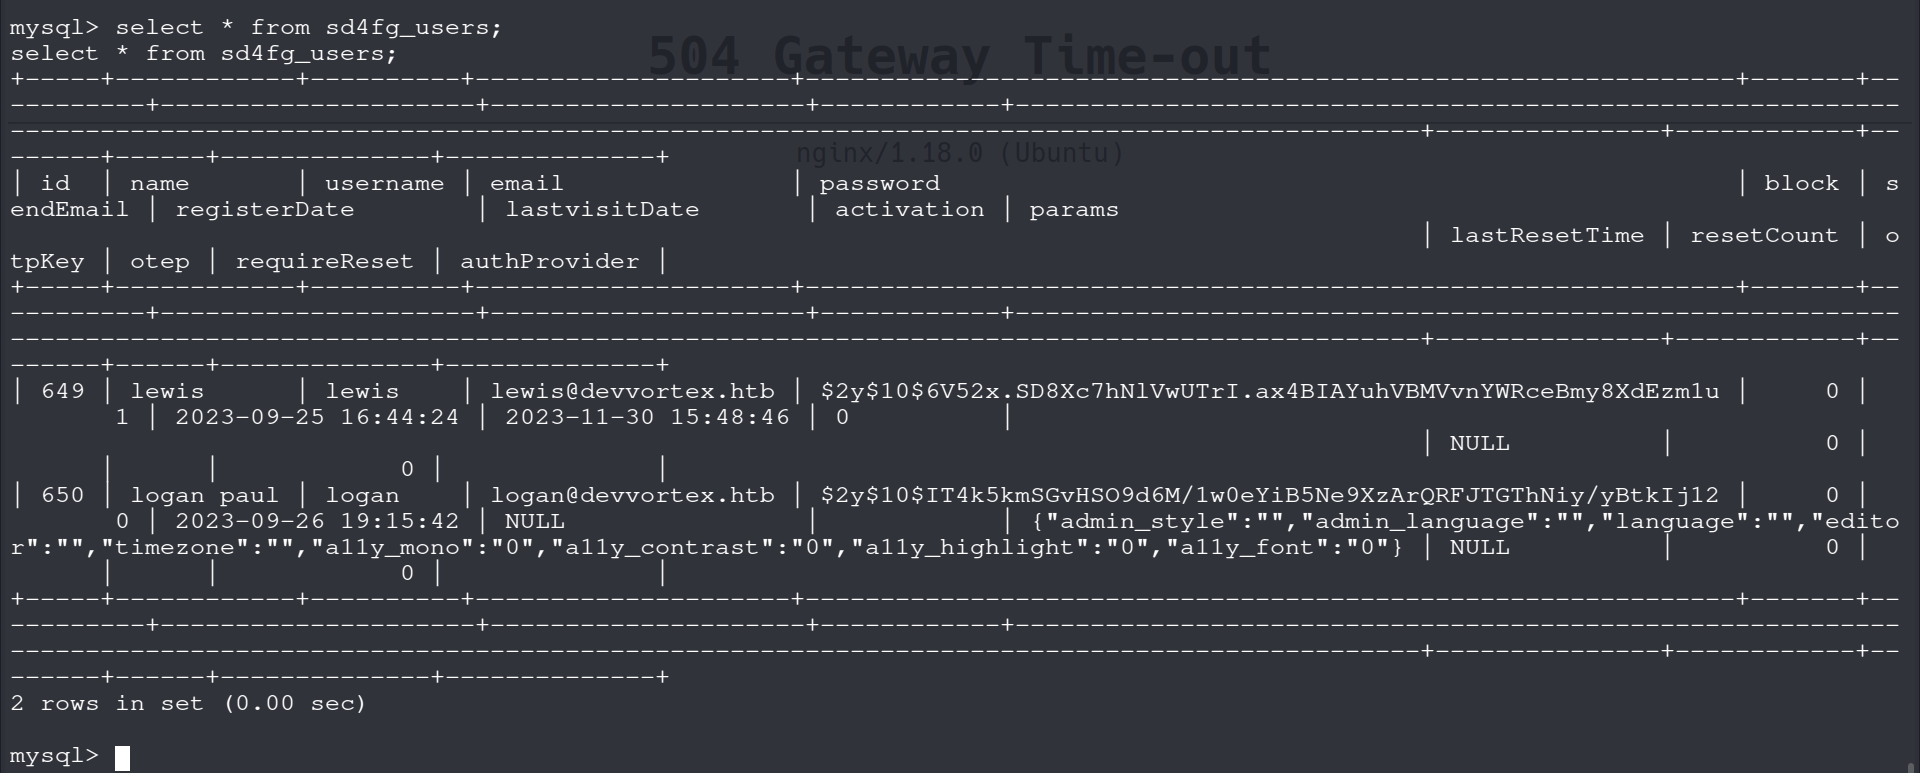 mysql> select * from sd4fg_users;
select * from sd4fg_users;
504 Gateway Time-out
nginx/1.18.0 (Ubuntu)
| id | name | username | email | password | block | s
endEmail | registerDate | lastvisitDate | activation | params
| lastResetTime | resetCount | o
tpKey | otep | requireReset | authProvider |
| 649 | lewis | lewis | lewis@devvortex.htb | $2y$10$6V52x.SD8Xc7hNlVwUTrI.ax4BIAYuhVBMVvnYWRceBmy8XdEzm1u | 0 |
1 | 2023-09-25 16:44:24 | 2023-11-30 15:48:46 | 0 |
| NULL | 0 |
| | 0 | |
| 650 | logan paul | logan | logan@devvortex.htb | $2y$10$IT4k5kmSGvHSO9d6M/1w0eYiB5Ne9XzArQRFJTGThNiy/yBtkIj12 | 0 |
0 | 2023-09-26 19:15:42 | NULL | | {"admin_style":"","admin_language":"","language":"","edito
r":"","timezone":"","a11y_mono":"0","a11y_contrast":"0","a11y_highlight":"0","a11y_font":"0"} | NULL | 0 |
| | 0 | |
2 rows in set (0.00 sec)
mysql>